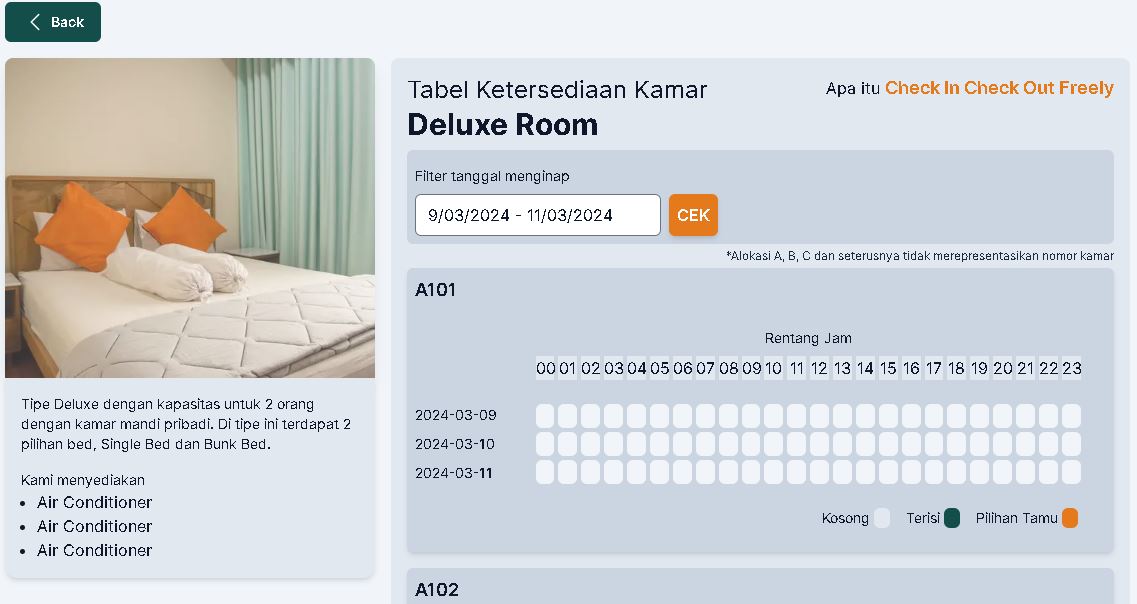 Back
Tabel Ketersediaan Kamar
Deluxe Room
Apa itu Check In Check Out Freely
Filter tanggal menginap
9/03/2024 - 11/03/2024
CEK
*Alokasi A, B, C dan seterusnya tidak merepresentasikan nomor kamar
A101
Rentang Jam
00 01 02 03 04 05 06 07 08 09 10 11 12 13 14 15 16 17 18 19 20 21 22 23
2024-03-09
2024-03-10
2024-03-11
Kosong Terisi Pilihan Tamu
A102
Tipe Deluxe dengan kapasitas untuk 2 orang
dengan kamar mandi pribadi. Di tipe ini terdapat 2
pilihan bed, Single Bed dan Bunk Bed.
Kami menyediakan
• Air Conditioner
• Air Conditioner
• Air Conditioner